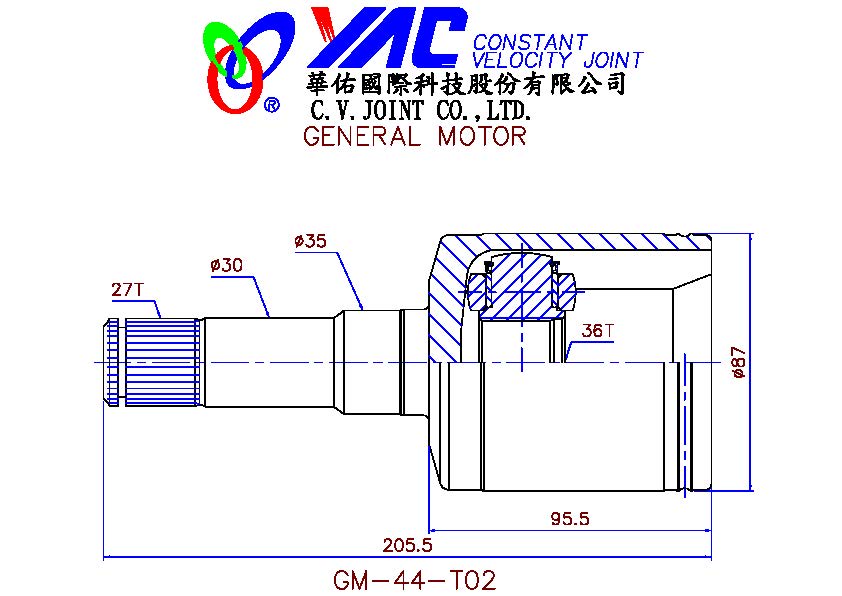 YAC CONSTANT
VELOCITY JOINT
®
華佑國際科技股份有限公司
C.V.JOINT CO.,LTD.
GENERAL MOTOR
ø35
ø30
27T
36T
ø87
95.5
205.5
GM-44-T02